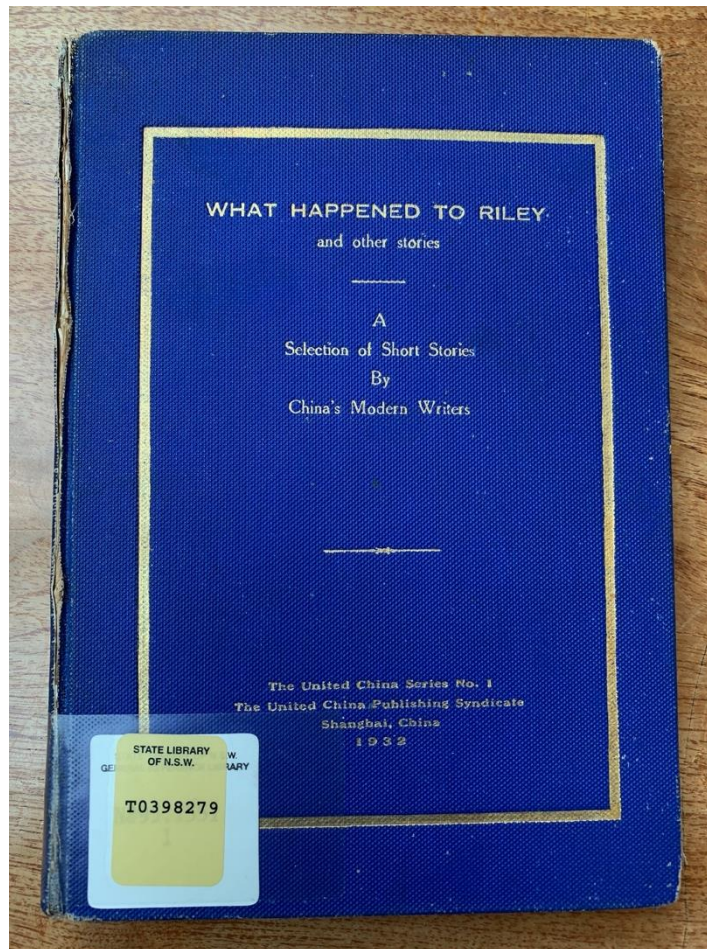 WHAT HAPPENED TO RILEY
and other stories
A
Selection of Short Stories
By
China's Modern Writers
The United China Series No. 1
The United China Publishing Syndicate
Shanghai, China
1932
STATE LIBRARY
OF N.S.W.
T0398279